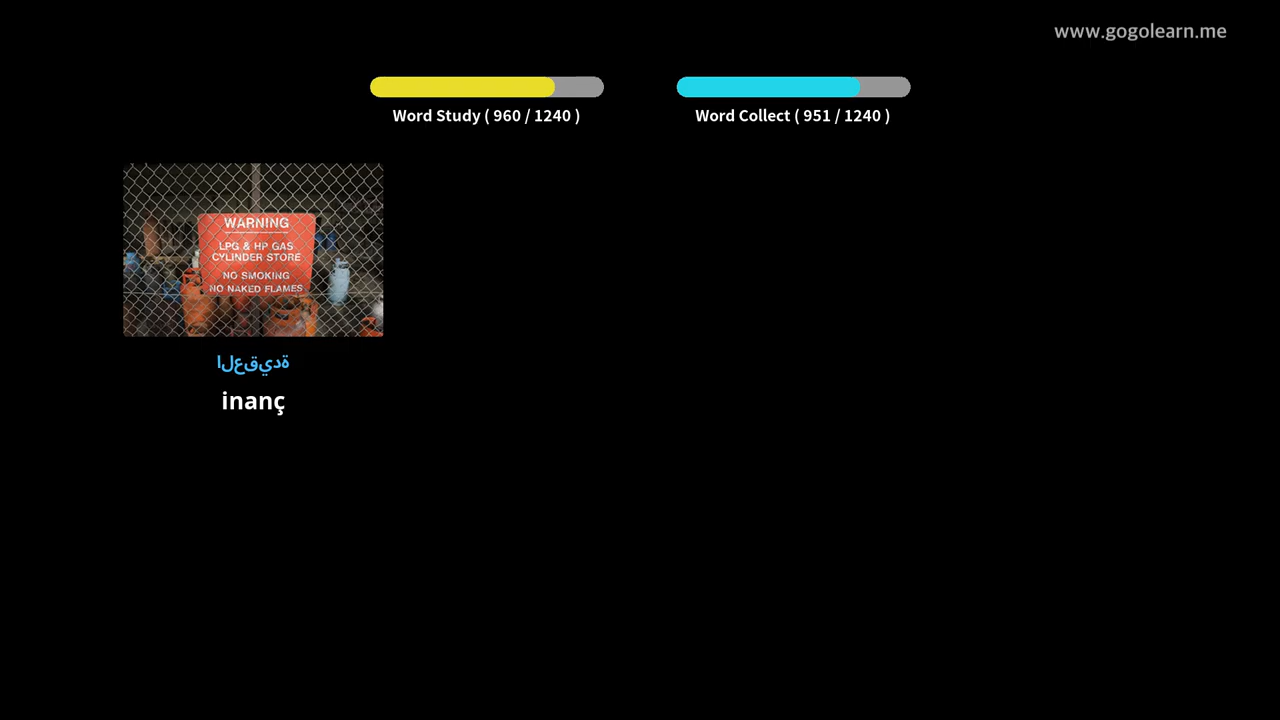 www.gogolearn.me
Word Study ( 960 / 1240 )
Word Collect ( 951 / 1240 )
WARNING
LPG & HP GAS
CYLINDER STORE
NO SMOKING
NO NAKED FLAMES
العقيدة
inanç